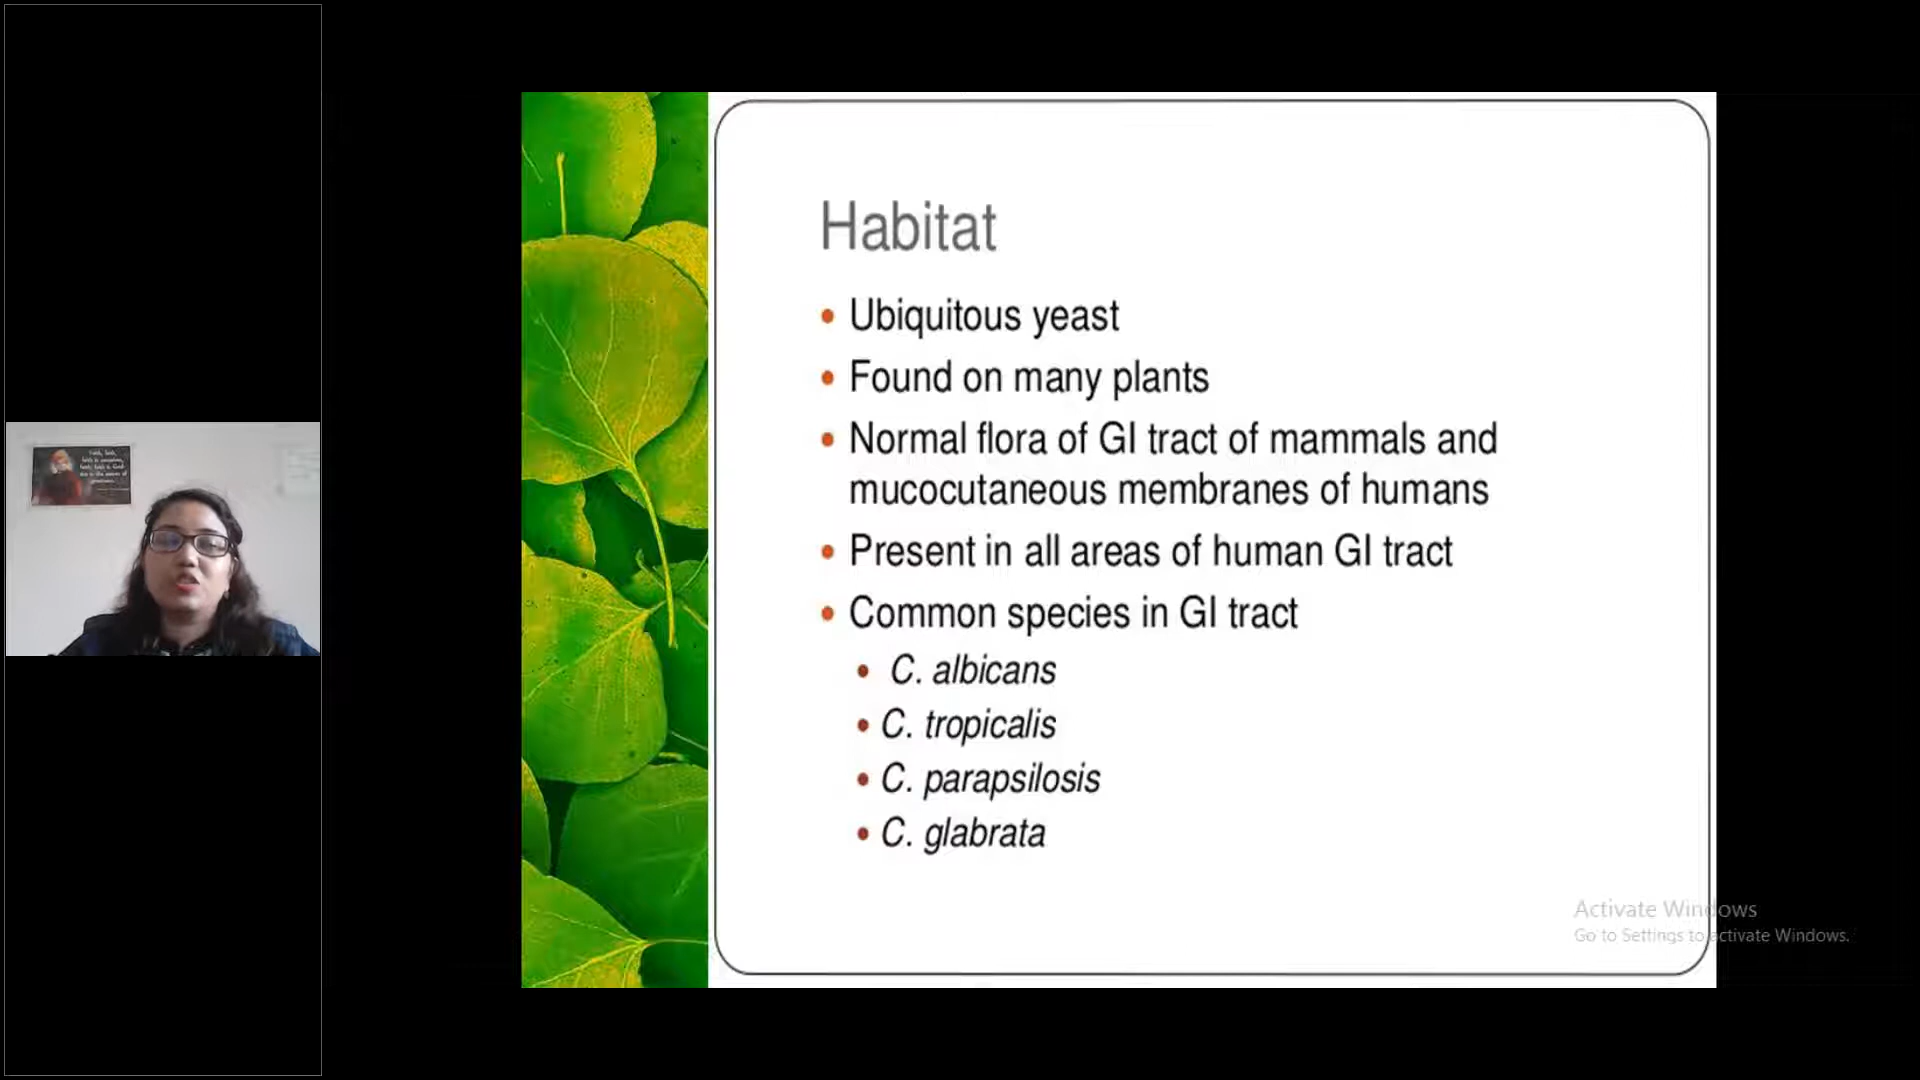 Habitat
• Ubiquitous yeast
• Found on many plants
• Normal flora of GI tract of mammals and
mucocutaneous membranes of humans
• Present in all areas of human GI tract
• Common species in GI tract
• C. albicans
• C. tropicalis
• C. parapsilosis
• C. glabrata
Activate Windows
Go to Settings to activate Windows.